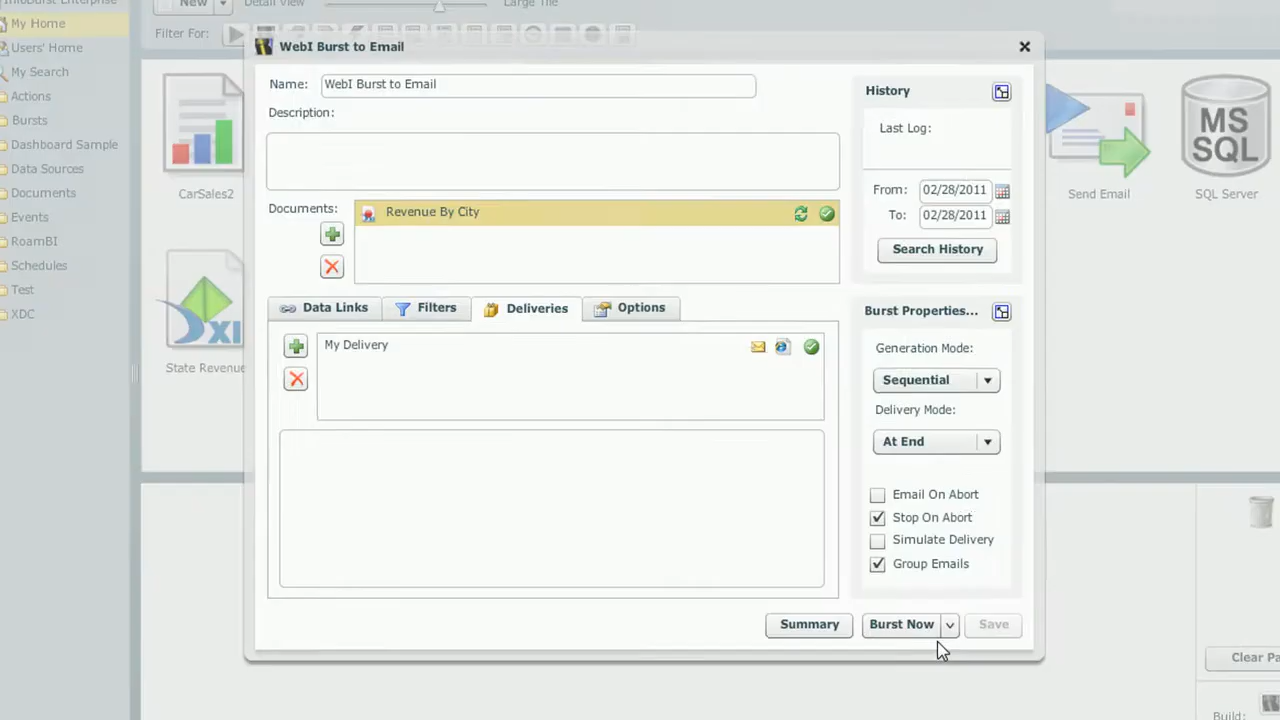 InfoBurst Enterprise
New
Detail View
Large Tile
My Home
Filter For:
Users' Home
My Search
Actions
Bursts
Dashboard Sample
Data Sources
Documents
Events
RoamBI
Schedules
Test
XDC
CarSales2
XI
State Revenue
WebI Burst to Email
Name:
WebI Burst to Email
Description:
Documents:
Revenue By City
Data Links
Filters
Deliveries
Options
My Delivery
History
Last Log:
From:
02/28/2011
To:
02/28/2011
Search History
Burst Properties...
Generation Mode:
Sequential
Delivery Mode:
At End
Email On Abort
Stop On Abort
Simulate Delivery
Group Emails
Summary
Burst Now
Save
Send Email
MS
SQL
SQL Server
Clear Pa
Build: